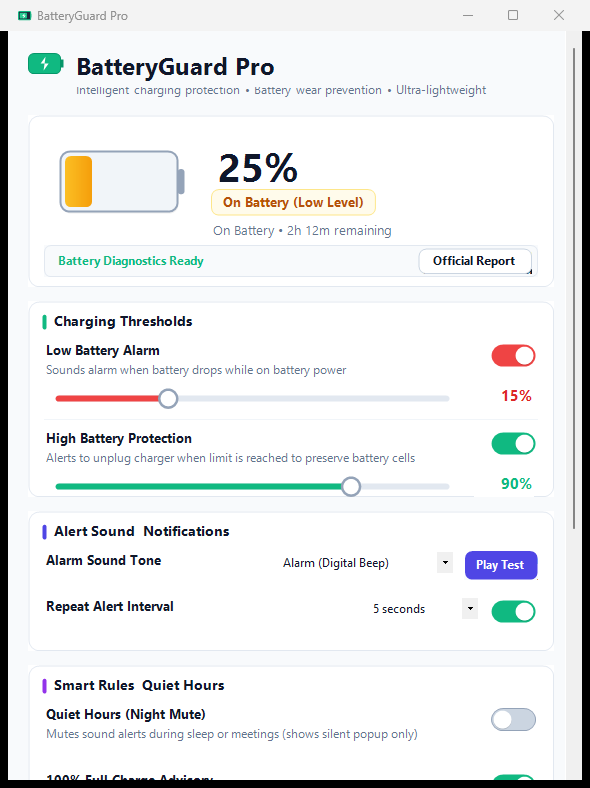 BatteryGuard Pro
BatteryGuard Pro
Intelligent charging protection • Battery wear prevention • Ultra-lightweight
25%
On Battery (Low Level)
On Battery • 2h 12m remaining
Battery Diagnostics Ready
Official Report
Charging Thresholds
Low Battery Alarm
Sounds alarm when battery drops while on battery power
15%
High Battery Protection
Alerts to unplug charger when limit is reached to preserve battery cells
90%
Alert Sound  Notifications
Alarm Sound Tone
Alarm (Digital Beep)
Play Test
Repeat Alert Interval
5 seconds
Smart Rules  Quiet Hours
Quiet Hours (Night Mute)
Mutes sound alerts during sleep or meetings (shows silent popup only)
100% Full Charge Advisory